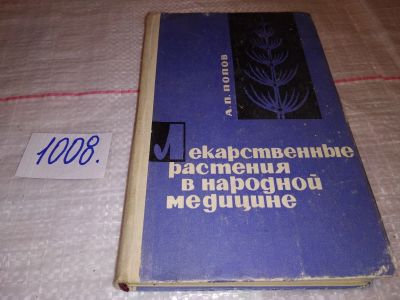 А. П. ПОПОВ
Лекарственные
растения
в народной
медицине
1008.